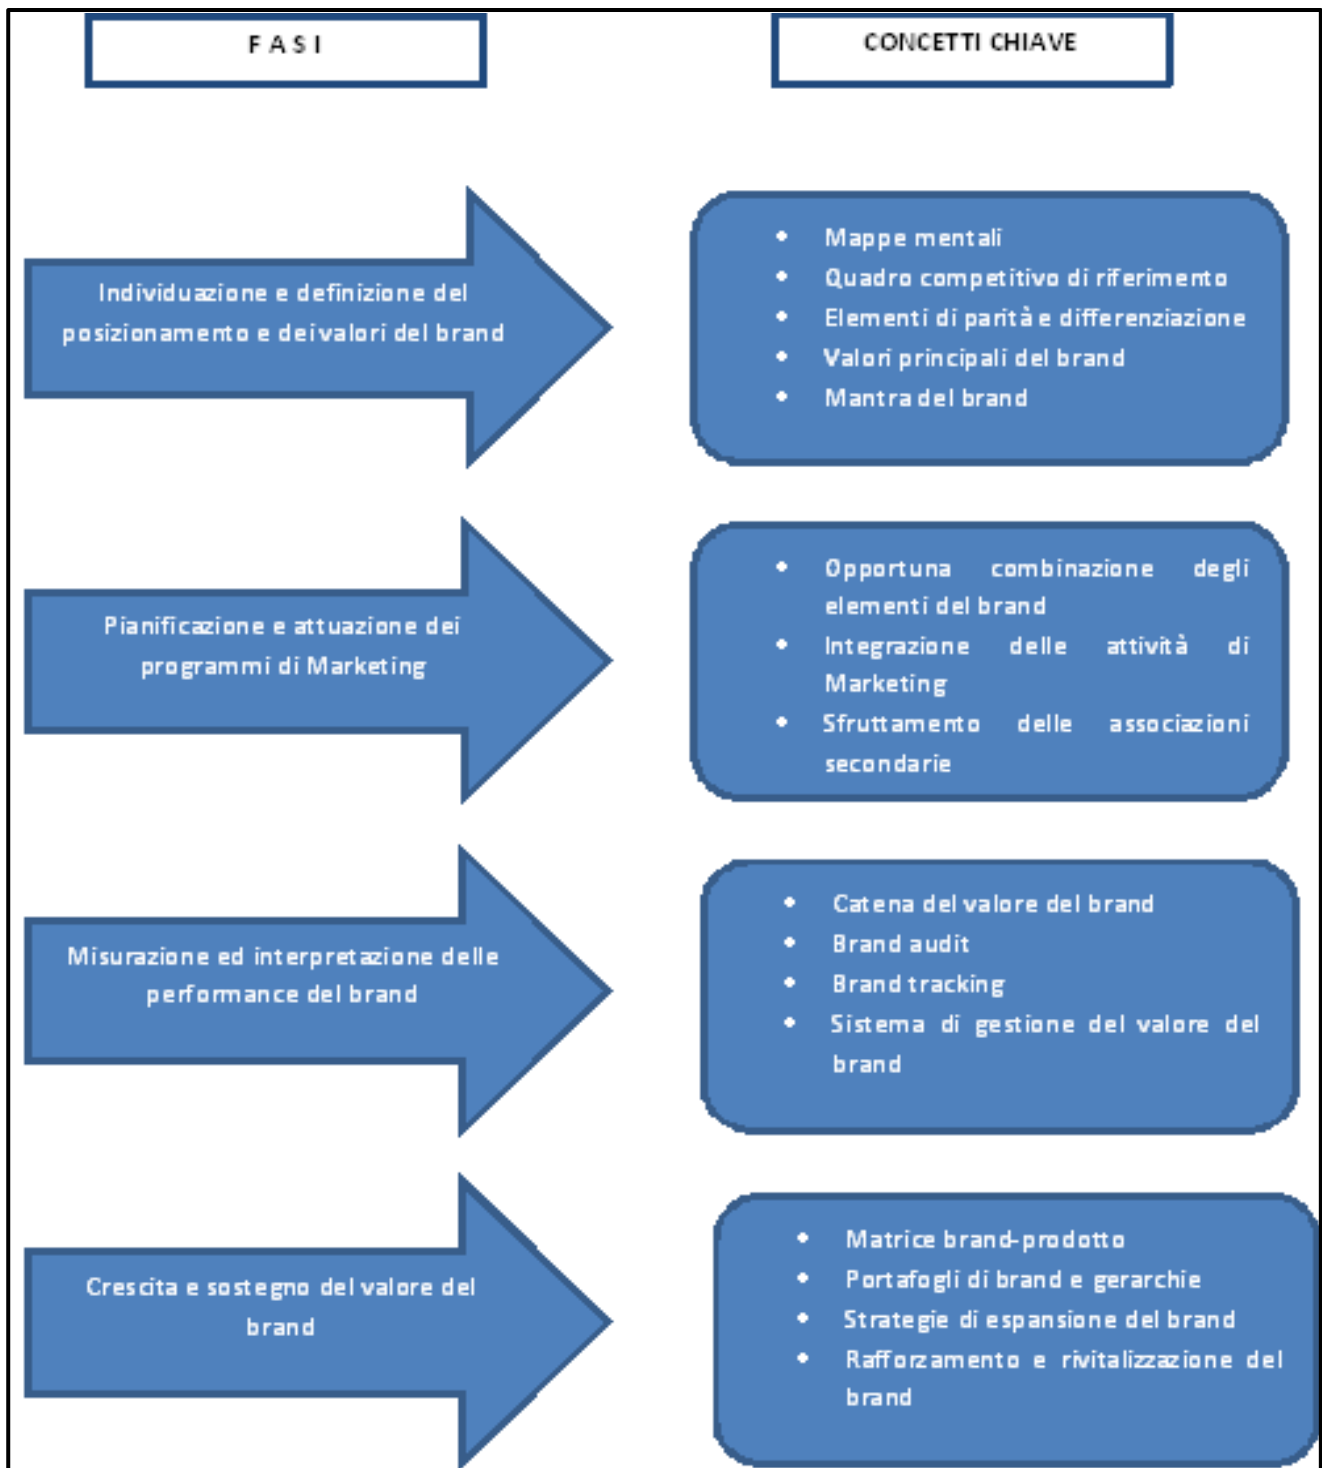 FASI
CONCETTI CHIAVE
Individuazione e definizione del
posizionamento e dei valori del brand
• Mappe mentali
• Quadro competitivo di riferimento
• Elementi di parità e differenziazione
• Valori principali del brand
• Mantra del brand
Pianificazione e attuazione dei
programmi di Marketing
• Opportuna combinazione degli
elementi del brand
• Integrazione delle attività di
Marketing
• Sfruttamento delle associazioni
secondarie
Misurazione ed interpretazione delle
performance del brand
• Catena del valore del brand
• Brand audit
• Brand tracking
• Sistema di gestione del valore del
brand
Crescita e sostegno del valore del
brand
• Matrice brand-prodotto
• Portafogli di brand e gerarchie
• Strategie di espansione del brand
• Rafforzamento e rivitalizzazione del
brand